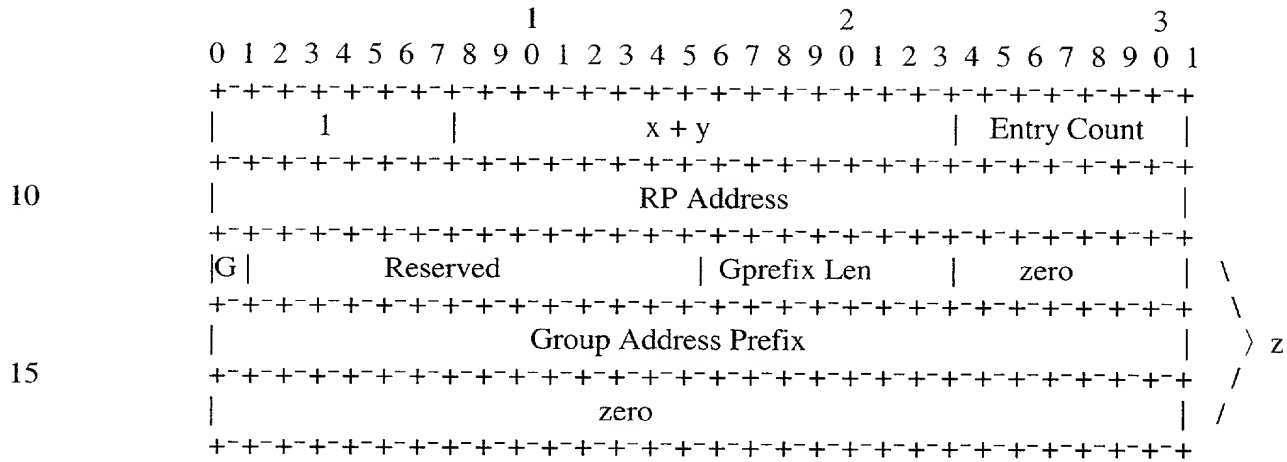 1 2 3
0 1 2 3 4 5 6 7 8 9 0 1 2 3 4 5 6 7 8 9 0 1 2 3 4 5 6 7 8 9 0 1
+-+-+-+-+-+-+-+-+-+-+-+-+-+-+-+-+-+-+-+-+-+-+-+-+-+-+-+-+-+-+-+
| 1 | x + y | Entry Count |
+-+-+-+-+-+-+-+-+-+-+-+-+-+-+-+-+-+-+-+-+-+-+-+-+-+-+-+-+-+-+-+
10 | RP Address |
+-+-+-+-+-+-+-+-+-+-+-+-+-+-+-+-+-+-+-+-+-+-+-+-+-+-+-+-+-+-+-+
|G | Reserved | Gprefix Len | zero | \
+-+-+-+-+-+-+-+-+-+-+-+-+-+-+-+-+-+-+-+-+-+-+-+-+-+-+-+-+-+-+-+ \
| Group Address Prefix | 〉 z
15 +-+-+-+-+-+-+-+-+-+-+-+-+-+-+-+-+-+-+-+-+-+-+-+-+-+-+-+-+-+-+-+ /
| zero | /
+-+-+-+-+-+-+-+-+-+-+-+-+-+-+-+-+-+-+-+-+-+-+-+-+-+-+-+-+-+-+-+